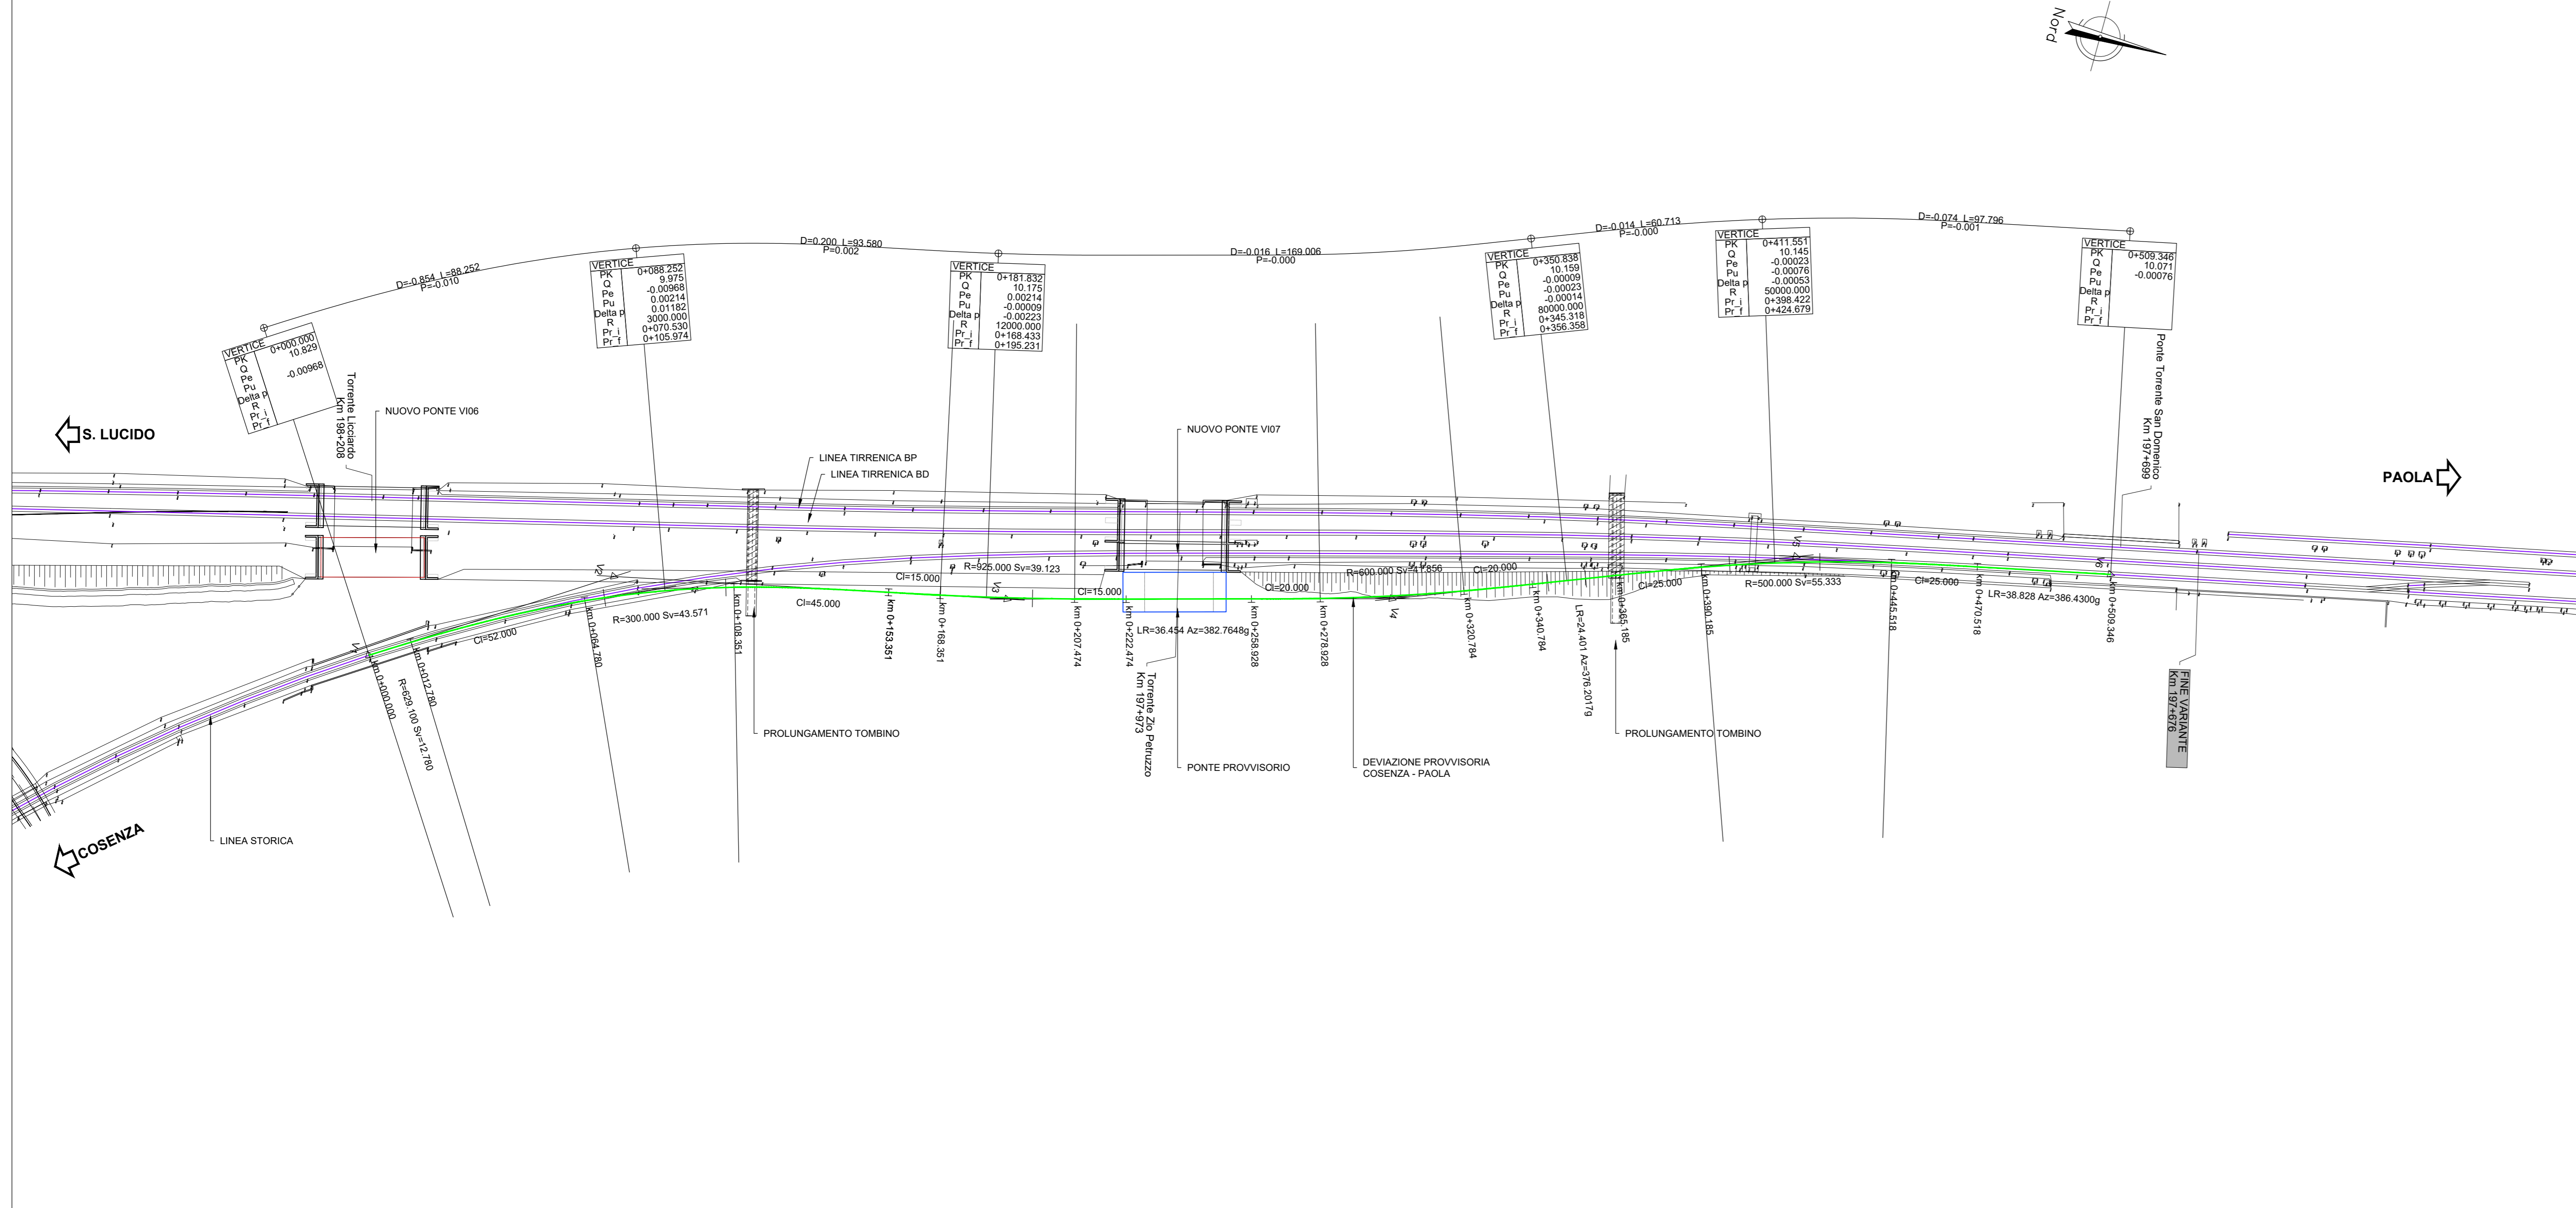 Nord
D=-0.854 L=88.252
P=-0.010
D=0.200 L=93.580
P=0.002
D=-0.016 L=169.006
P=-0.000
D=-0.014 L=60.713
P=-0.000
D=-0.074 L=97.796
P=-0.001
VERTICE
PK 0+000.000
Q 10.829
Pe
Pu -0.00968
Delta p
R
Pr_i
Pr_f
VERTICE
PK 0+088.252
Q 9.975
Pe -0.00968
Pu 0.00214
Delta p 0.01182
R 3000.000
Pr_i 0+070.530
Pr_f 0+105.974
VERTICE
PK 0+181.832
Q 10.175
Pe 0.00214
Pu -0.00009
Delta p -0.00223
R 12000.000
Pr_i 0+168.433
Pr_f 0+195.231
VERTICE
PK 0+350.838
Q 10.159
Pe -0.00009
Pu -0.00023
Delta p -0.00014
R 80000.000
Pr_i 0+345.318
Pr_f 0+356.358
VERTICE
PK 0+411.551
Q 10.145
Pe -0.00023
Pu -0.00076
Delta p -0.00053
R 50000.000
Pr_i 0+398.422
Pr_f 0+424.679
VERTICE
PK 0+509.346
Q 10.071
Pe -0.00076
Pu
Delta p
R
Pr_i
Pr_f
Torrente Licciardo
Km 198+208
NUOVO PONTE VI06
S. LUCIDO
LINEA TIRRENICA BP
LINEA TIRRENICA BD
NUOVO PONTE VI07
Ponte Torrente San Domenico
Km 197+699
PAOLA
V1
V2
V3
V4
V5
V6
Cl=52.000
R=300.000 Sv=43.571
Cl=45.000
Cl=15.000
R=925.000 Sv=39.123
Cl=15.000
LR=36.454 Az=382.7648g
Cl=20.000
R=600.000 Sv=41.856
Cl=20.000
LR=24.401 Az=376.2017g
Cl=25.000
R=500.000 Sv=55.333
Cl=25.000
LR=38.828 Az=386.4300g
km 0+000.000
R=629.100 Sv=12.780
km 0+012.780
km 0+064.780
km 0+108.351
km 0+153.351
km 0+168.351
km 0+207.474
km 0+222.474
km 0+258.928
km 0+278.928
km 0+320.784
km 0+340.784
km 0+365.185
km 0+390.185
km 0+445.518
km 0+470.518
km 0+509.346
Torrente Zio Petruzzo
Km 197+973
FINE VARIANTE
Km 197+676
PROLUNGAMENTO TOMBINO
PONTE PROVVISORIO
DEVIAZIONE PROVVISORIA
COSENZA - PAOLA
PROLUNGAMENTO TOMBINO
LINEA STORICA
COSENZA